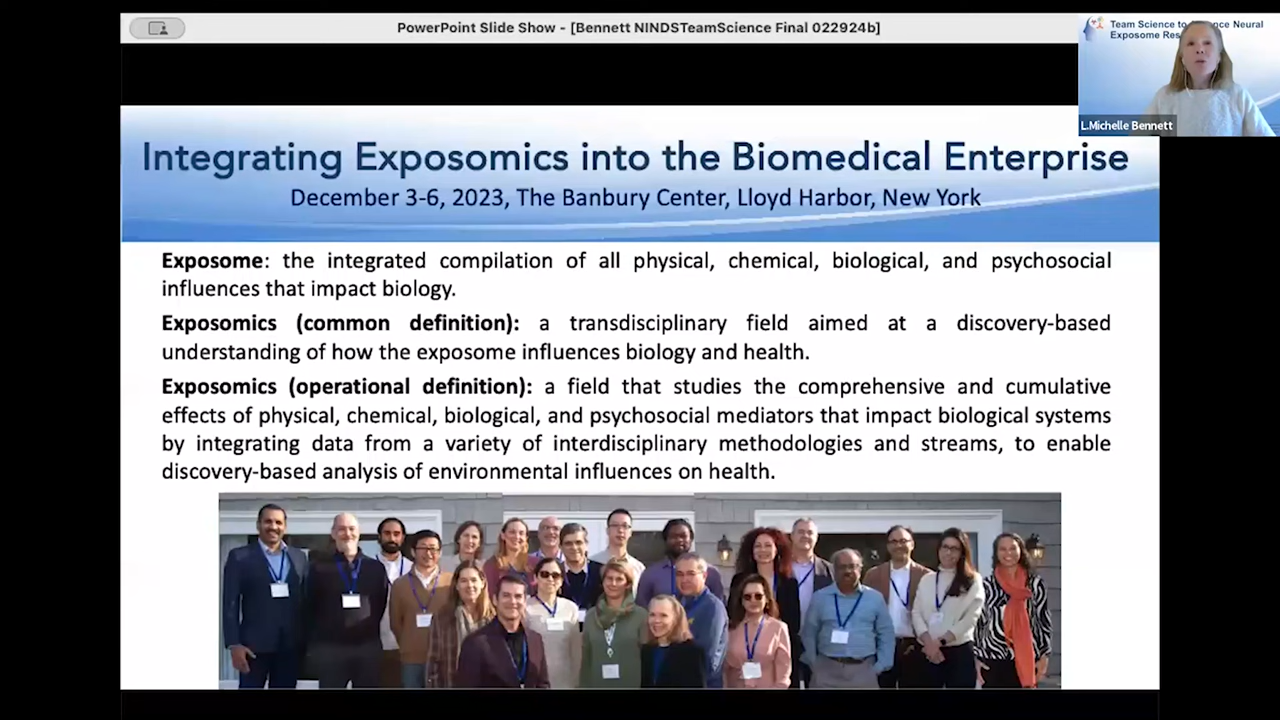 PowerPoint Slide Show - [Bennett NINDSTeamScience Final 022924b]
Team Science to Neural
Exposome
L.Michelle Bennett
Integrating Exposomics into the Biomedical Enterprise
December 3-6, 2023, The Banbury Center, Lloyd Harbor, New York
Exposome: the integrated compilation of all physical, chemical, biological, and psychosocial
influences that impact biology.
Exposomics (common definition): a transdisciplinary field aimed at a discovery-based
understanding of how the exposome influences biology and health.
Exposomics (operational definition): a field that studies the comprehensive and cumulative
effects of physical, chemical, biological, and psychosocial mediators that impact biological systems
by integrating data from a variety of interdisciplinary methodologies and streams, to enable
discovery-based analysis of environmental influences on health.